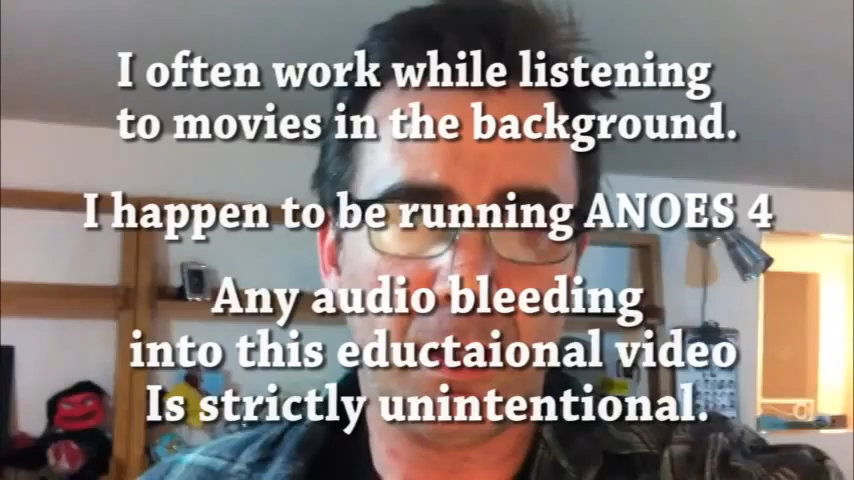 I often work while listening
to movies in the background.
I happen to be running ANOES 4
Any audio bleeding
into this eductaional video
Is strictly unintentional.